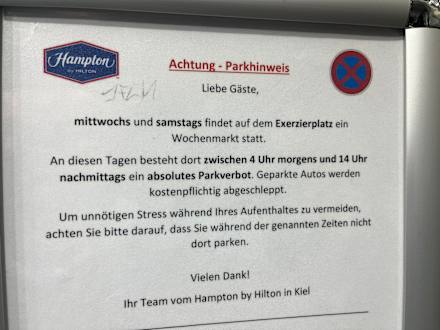 Hampton
by HILTON
Achtung - Parkhinweis
Liebe Gäste,
mittwochs und samstags findet auf dem Exerzierplatz ein
Wochenmarkt statt.
An diesen Tagen besteht dort zwischen 4 Uhr morgens und 14 Uhr
nachmittags ein absolutes Parkverbot. Geparkte Autos werden
kostenpflichtig abgeschleppt.
Um unnötigen Stress während Ihres Aufenthaltes zu vermeiden,
achten Sie bitte darauf, dass Sie während der genannten Zeiten nicht
dort parken.
Vielen Dank!
Ihr Team vom Hampton by Hilton in Kiel